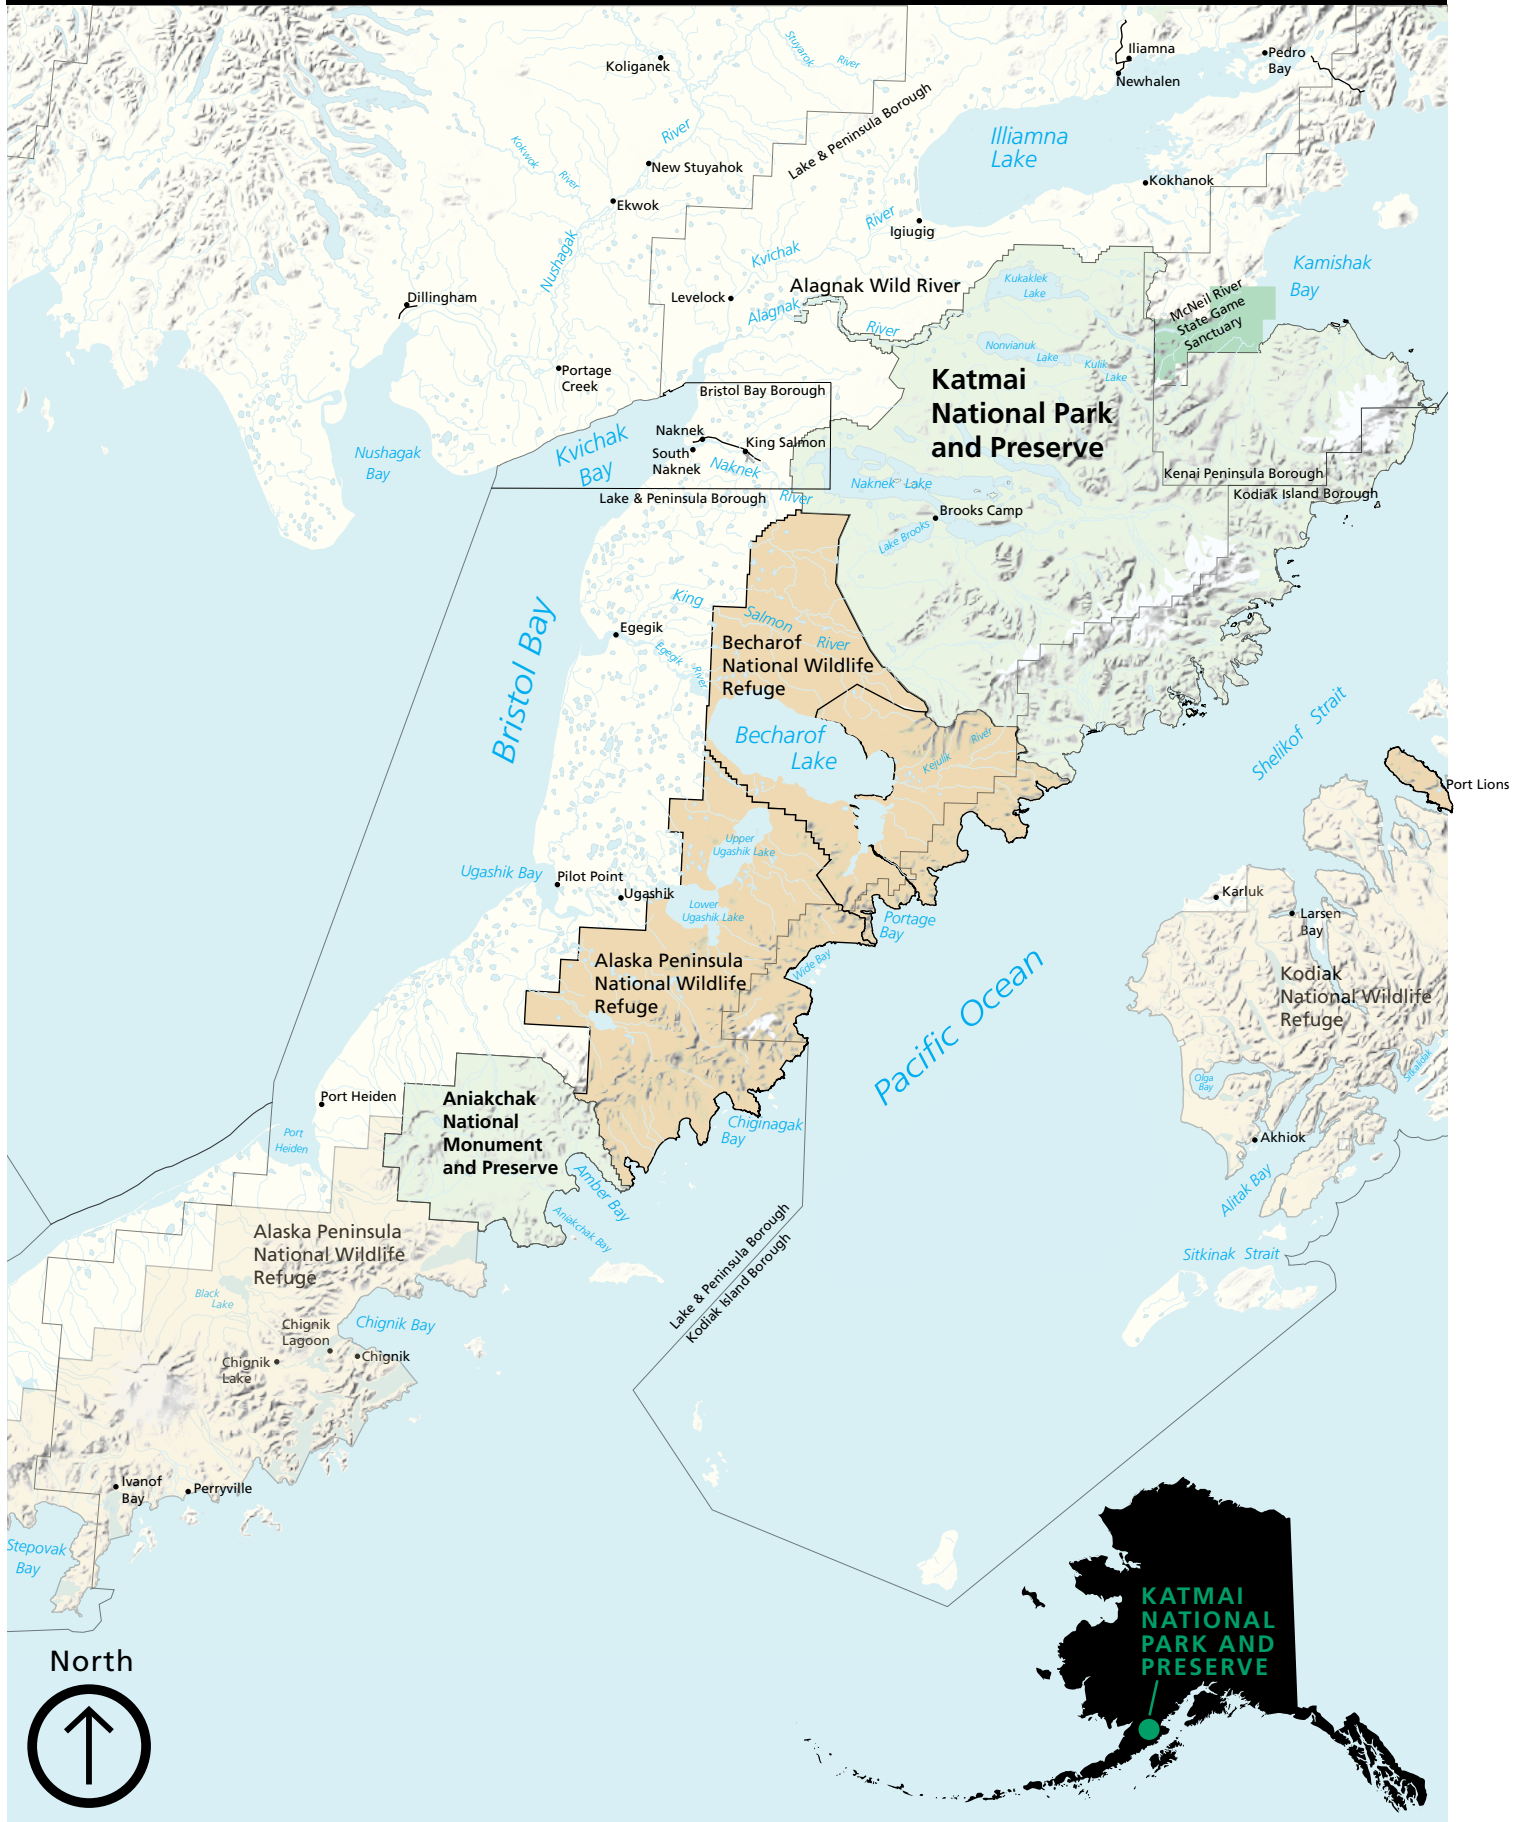 Koliganek
Stuyarok
River
Iliamna
Newhalen
Pedro
Bay
Lake & Peninsula Borough
Illiamna
Lake
Kokwok
River
River
New Stuyahok
Ekwok
Kokhanok
Nushagak
Kvichak
River
Igiugig
Kamishak
Bay
Dillingham
Levelock
Alagnak Wild River
Alagnak
River
Kukaklek
Lake
McNeil River
State Game
Sanctuary
Nonvianuk
Lake
Kulik
Lake
Portage
Creek
Bristol Bay Borough
Katmai
National Park
and Preserve
Nushagak
Bay
Kvichak
Bay
Naknek
South
Naknek
King Salmon
Naknek
River
Lake & Peninsula Borough
Naknek Lake
Kenai Peninsula Borough
Kodiak Island Borough
Brooks Camp
Lake Brooks
King
Salmon
River
Egegik
Egegik
River
Bristol Bay
Becharof
National Wildlife
Refuge
Becharof
Lake
Kejulik
River
Shelikof Strait
Port Lions
Upper
Ugashik Lake
Ugashik Bay
Pilot Point
Ugashik
Lower
Ugashik Lake
Portage
Bay
Karluk
Larsen
Bay
Alaska Peninsula
National Wildlife
Refuge
Wide Bay
Pacific Ocean
Kodiak
National Wildlife
Refuge
Sitkalidak
Olga
Bay
Port Heiden
Port
Heiden
Aniakchak
National
Monument
and Preserve
Chiginagak
Bay
Akhiok
Alitak Bay
Amber Bay
Aniakchak Bay
Alaska Peninsula
National Wildlife
Refuge
Lake & Peninsula Borough
Kodiak Island Borough
Sitkinak Strait
Black
Lake
Chignik
Lagoon
Chignik Bay
Chignik
Lake
Chignik
Ivanof
Bay
Perryville
Stepovak
Bay
North
KATMAI
NATIONAL
PARK AND
PRESERVE